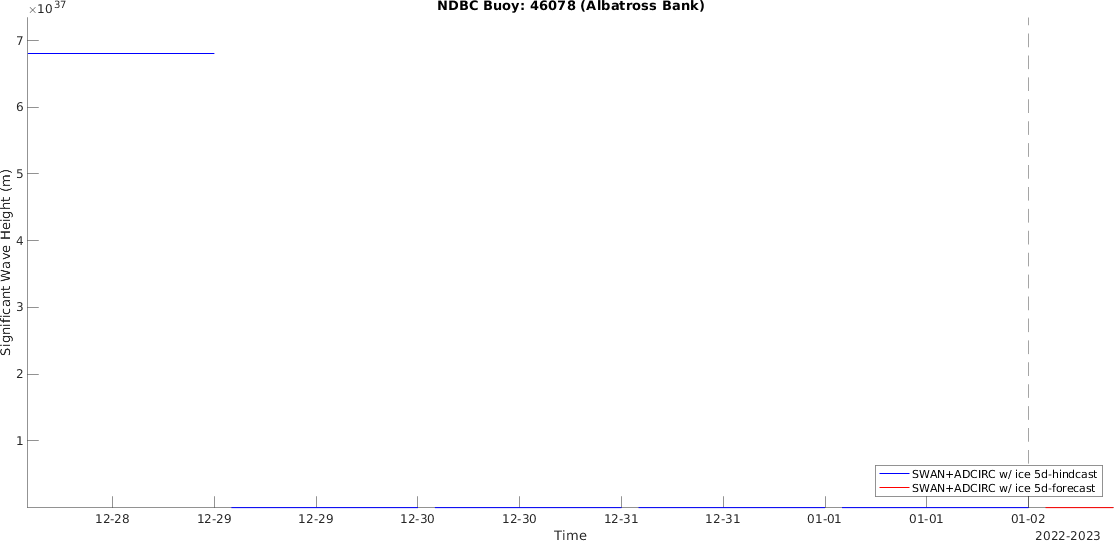 NDBC Buoy: 46078 (Albatross Bank)
×10^37
7
6
5
4
3
2
1
Significant Wave Height (m)
SWAN+ADCIRC w/ ice 5d-hindcast
SWAN+ADCIRC w/ ice 5d-forecast
12-28 12-29 12-29 12-30 12-30 12-31 12-31 01-01 01-01 01-02
Time
2022-2023